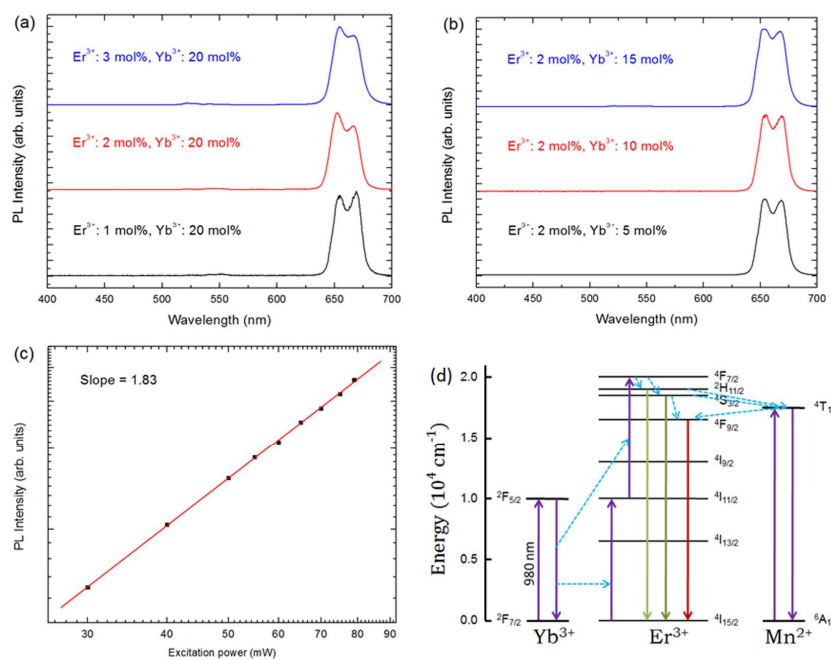 (a)
Er³⁺: 3 mol%, Yb³⁺: 20 mol%
Er³⁺: 2 mol%, Yb³⁺: 20 mol%
Er³⁺: 1 mol%, Yb³⁺: 20 mol%
PL Intensity (arb. units)
400 450 500 550 600 650 700
Wavelength (nm)
(b)
Er³⁺: 2 mol%, Yb³⁺: 15 mol%
Er³⁺: 2 mol%, Yb³⁺: 10 mol%
Er³⁺: 2 mol%, Yb³⁺: 5 mol%
PL Intensity (arb. units)
400 450 500 550 600 650 700
Wavelength (nm)
(c)
Slope = 1.83
PL Intensity (arb. units)
30 40 50 60 70 80 90
Excitation power (mW)
(d)
Energy (10⁴ cm⁻¹)
2.0
1.5
1.0
0.5
0.0
²F₅/₂
980 nm
²F₇/₂
Yb³⁺
⁴F₇/₂
²H₁₁/₂
⁴S₃/₂
⁴F₉/₂
⁴I₉/₂
⁴I₁₁/₂
⁴I₁₃/₂
⁴I₁₅/₂
Er³⁺
⁴T₁
⁶A₁
Mn²⁺